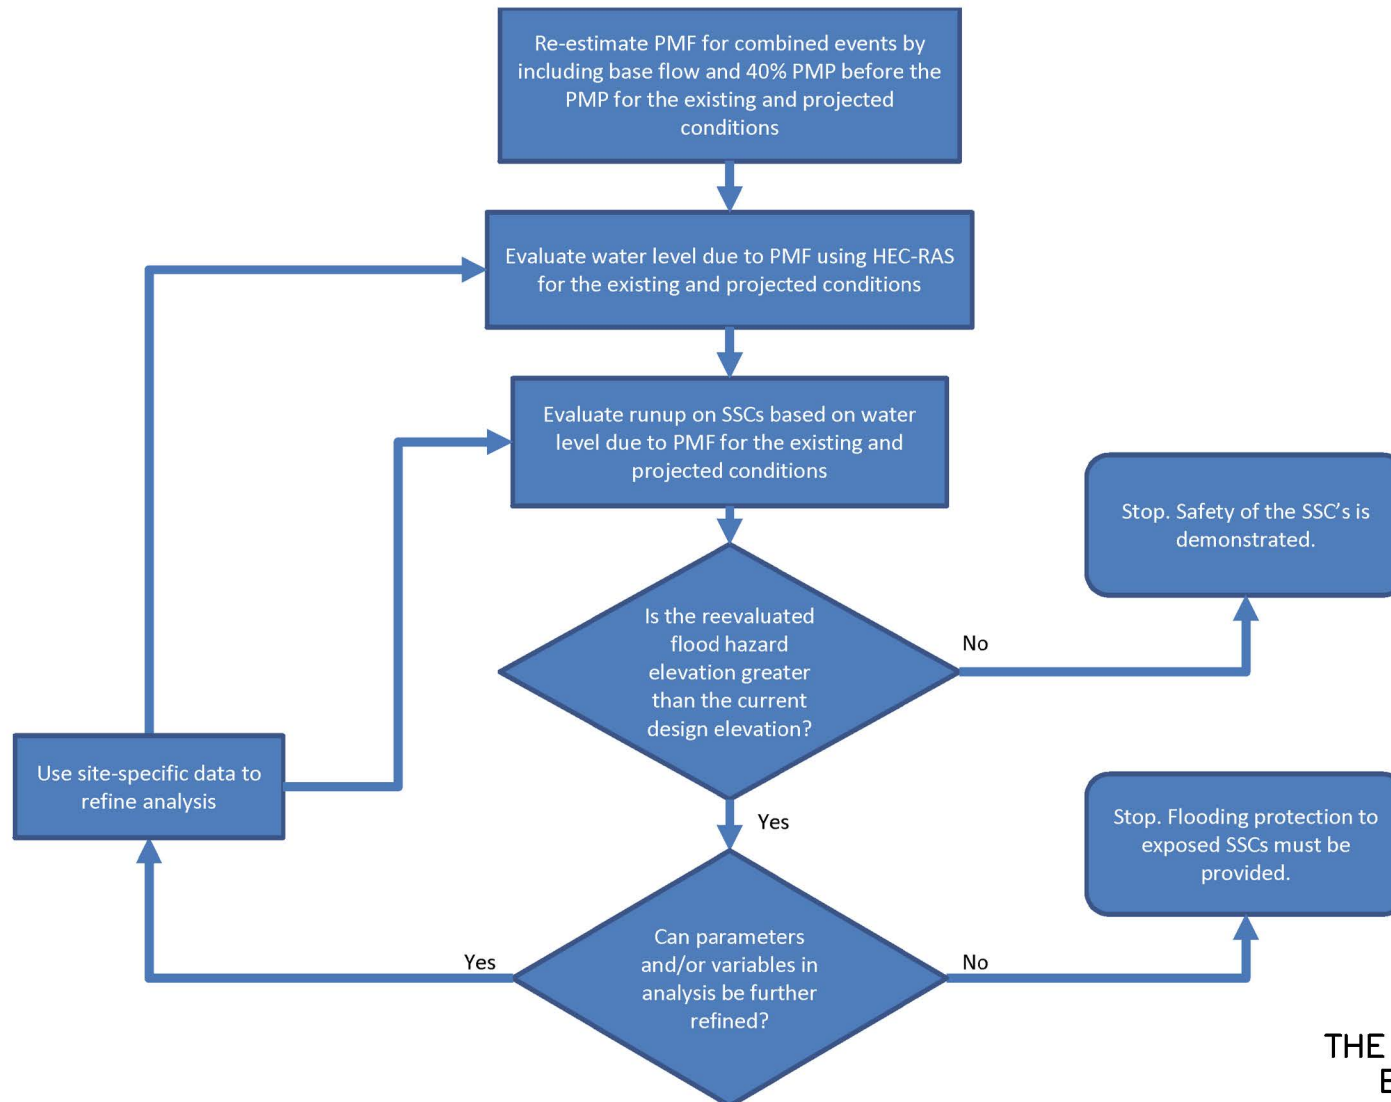 Re-estimate PMF for combined events by
including base flow and 40% PMP before the
PMP for the existing and projected
conditions
Evaluate water level due to PMF using HEC-RAS
for the existing and projected conditions
Evaluate runup on SSCs based on water
level due to PMF for the existing and
projected conditions
Stop. Safety of the SSC’s is
demonstrated.
Is the reevaluated
flood hazard
elevation greater
than the current
design elevation?
No
Use site-specific data to
refine analysis
Yes
Stop. Flooding protection to
exposed SSCs must be
provided.
Can parameters
and/or variables in
analysis be further
refined?
Yes
No
THE